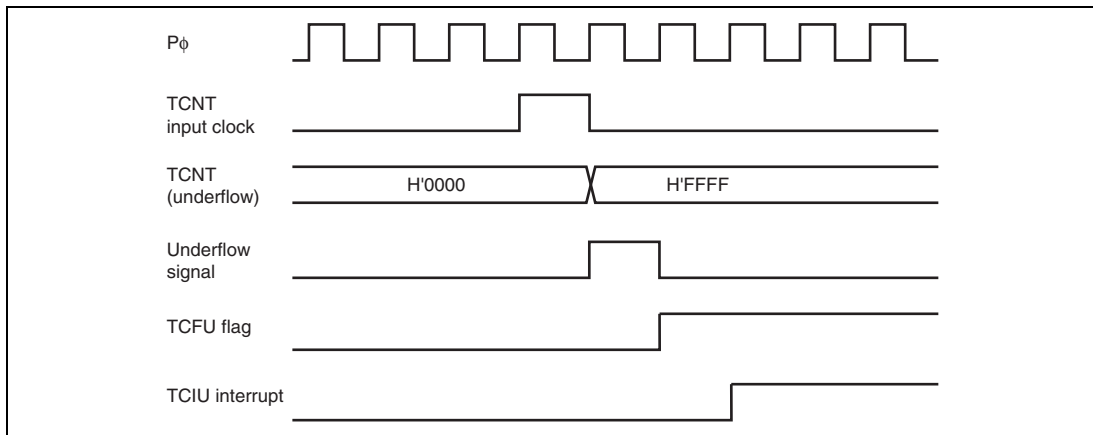 Pϕ
TCNT
input clock
TCNT
(underflow)
H'0000
H'FFFF
Underflow
signal
TCFU flag
TCIU interrupt